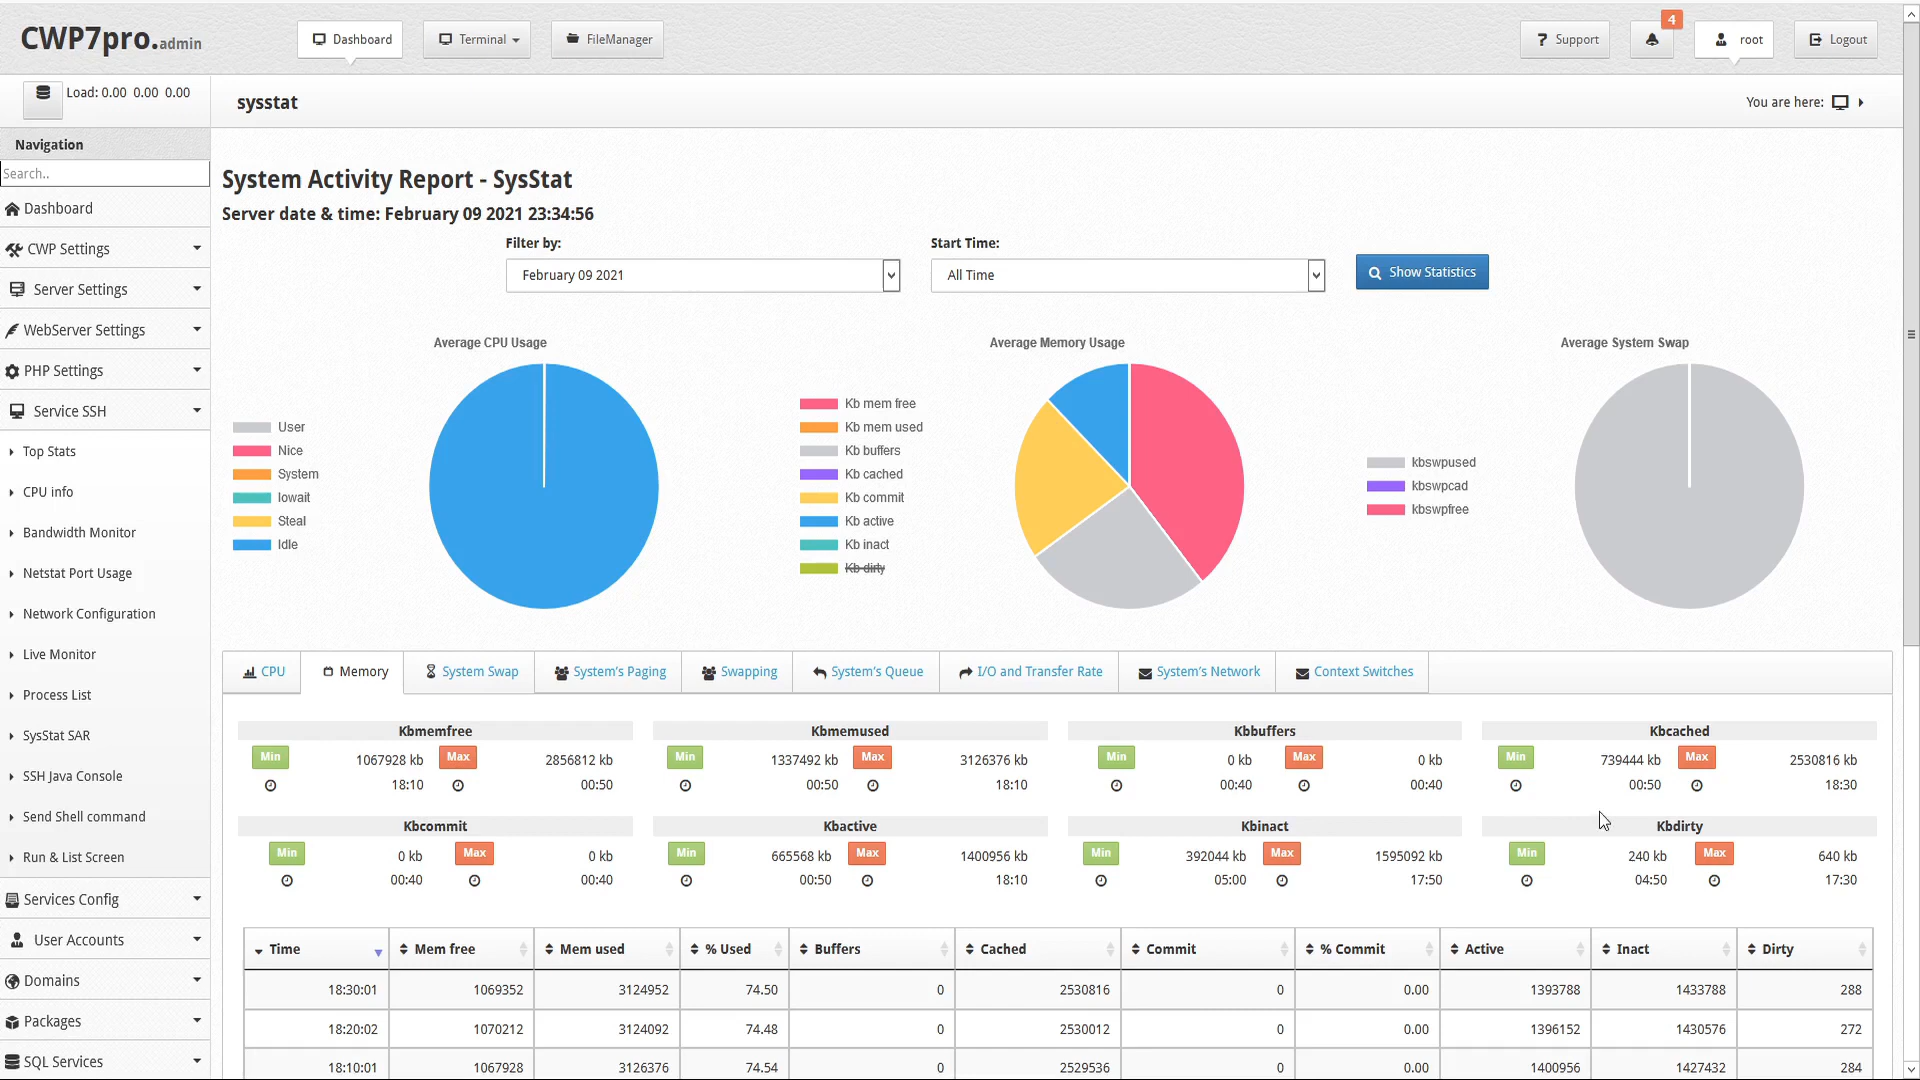 CWP7pro.admin
Dashboard
Terminal
FileManager
Support
4
root
Logout
Load: 0.00 0.00 0.00
sysstat
You are here:
Navigation
Search..
Dashboard
CWP Settings
Server Settings
WebServer Settings
PHP Settings
Service SSH
Top Stats
CPU info
Bandwidth Monitor
Netstat Port Usage
Network Configuration
Live Monitor
Process List
SysStat SAR
SSH Java Console
Send Shell command
Run & List Screen
Services Config
User Accounts
Domains
Packages
SQL Services
System Activity Report - SysStat
Server date & time: February 09 2021 23:34:56
Filter by:
February 09 2021
Start Time:
All Time
Show Statistics
Average CPU Usage
User
Nice
System
Iowait
Steal
Idle
Average Memory Usage
Kb mem free
Kb mem used
Kb buffers
Kb cached
Kb commit
Kb active
Kb inact
Kb dirty
Average System Swap
kbswpused
kbswpcad
kbswpfree
CPU Memory System Swap System's Paging Swapping System's Queue I/O and Transfer Rate System's Network Context Switches
Kbmemfree
Min 1067928 kb Max 2856812 kb
18:10 00:50
Kbmemused
Min 1337492 kb Max 3126376 kb
00:50 18:10
Kbbuffers
Min 0 kb Max 0 kb
00:40 00:40
Kbcached
Min 739444 kb Max 2530816 kb
00:50 18:30
Kbcommit
Min 0 kb Max 0 kb
00:40 00:40
Kbactive
Min 665568 kb Max 1400956 kb
00:50 18:10
Kbinact
Min 392044 kb Max 1595092 kb
05:00 17:50
Kbdirty
Min 240 kb Max 640 kb
04:50 17:30
Time Mem free Mem used % Used Buffers Cached Commit % Commit Active Inact Dirty
18:30:01 1069352 3124952 74.50 0 2530816 0 0.00 1393788 1433788 288
18:20:02 1070212 3124092 74.48 0 2530012 0 0.00 1396152 1430576 272
18:10:01 1067928 3126376 74.54 0 2529536 0 0.00 1400956 1427432 284